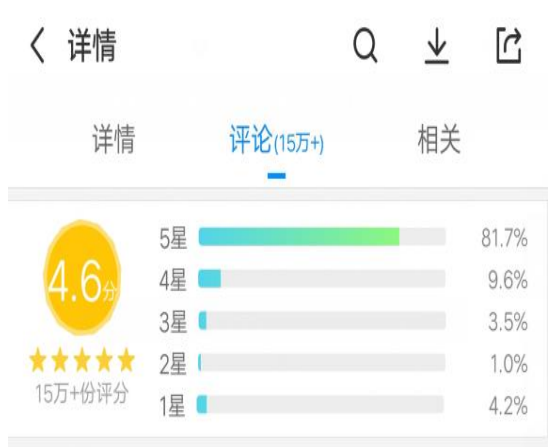 详情
详情 评论(15万+) 相关
4.6分
15万+份评分
5星 81.7%
4星 9.6%
3星 3.5%
2星 1.0%
1星 4.2%